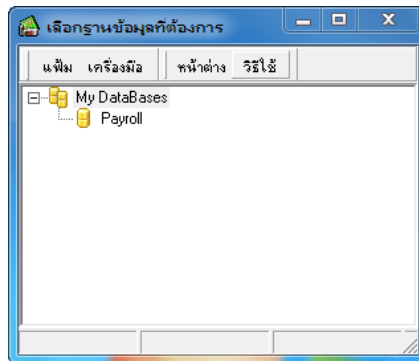 เลือกฐานข้อมูลที่ต้องการ
แฟ้ม เครื่องมือ หน้าต่าง วิธีใช้
My DataBases
Payroll